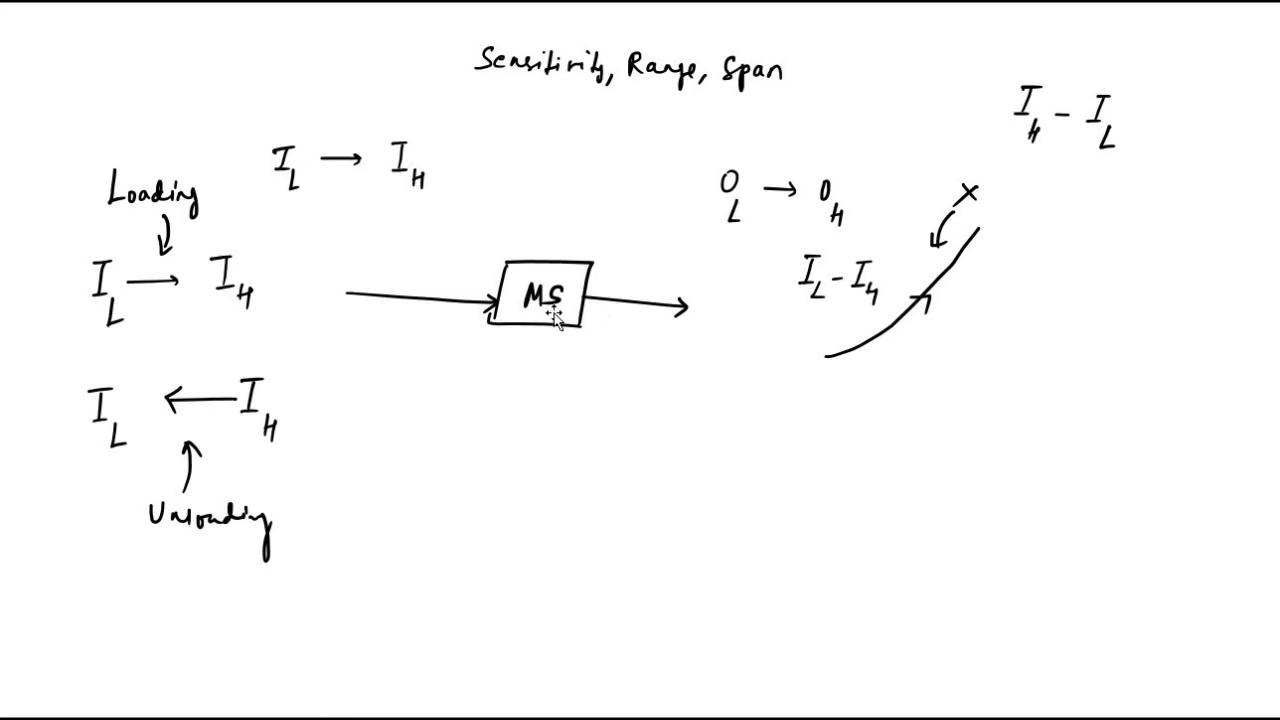 Sensitivity, Range, Span
I_H - I_L
I_L → I_H
Loading
O_L → O_H
×
I_L → I_H
MS
I_L - I_H
I_L ← I_H
Unloading